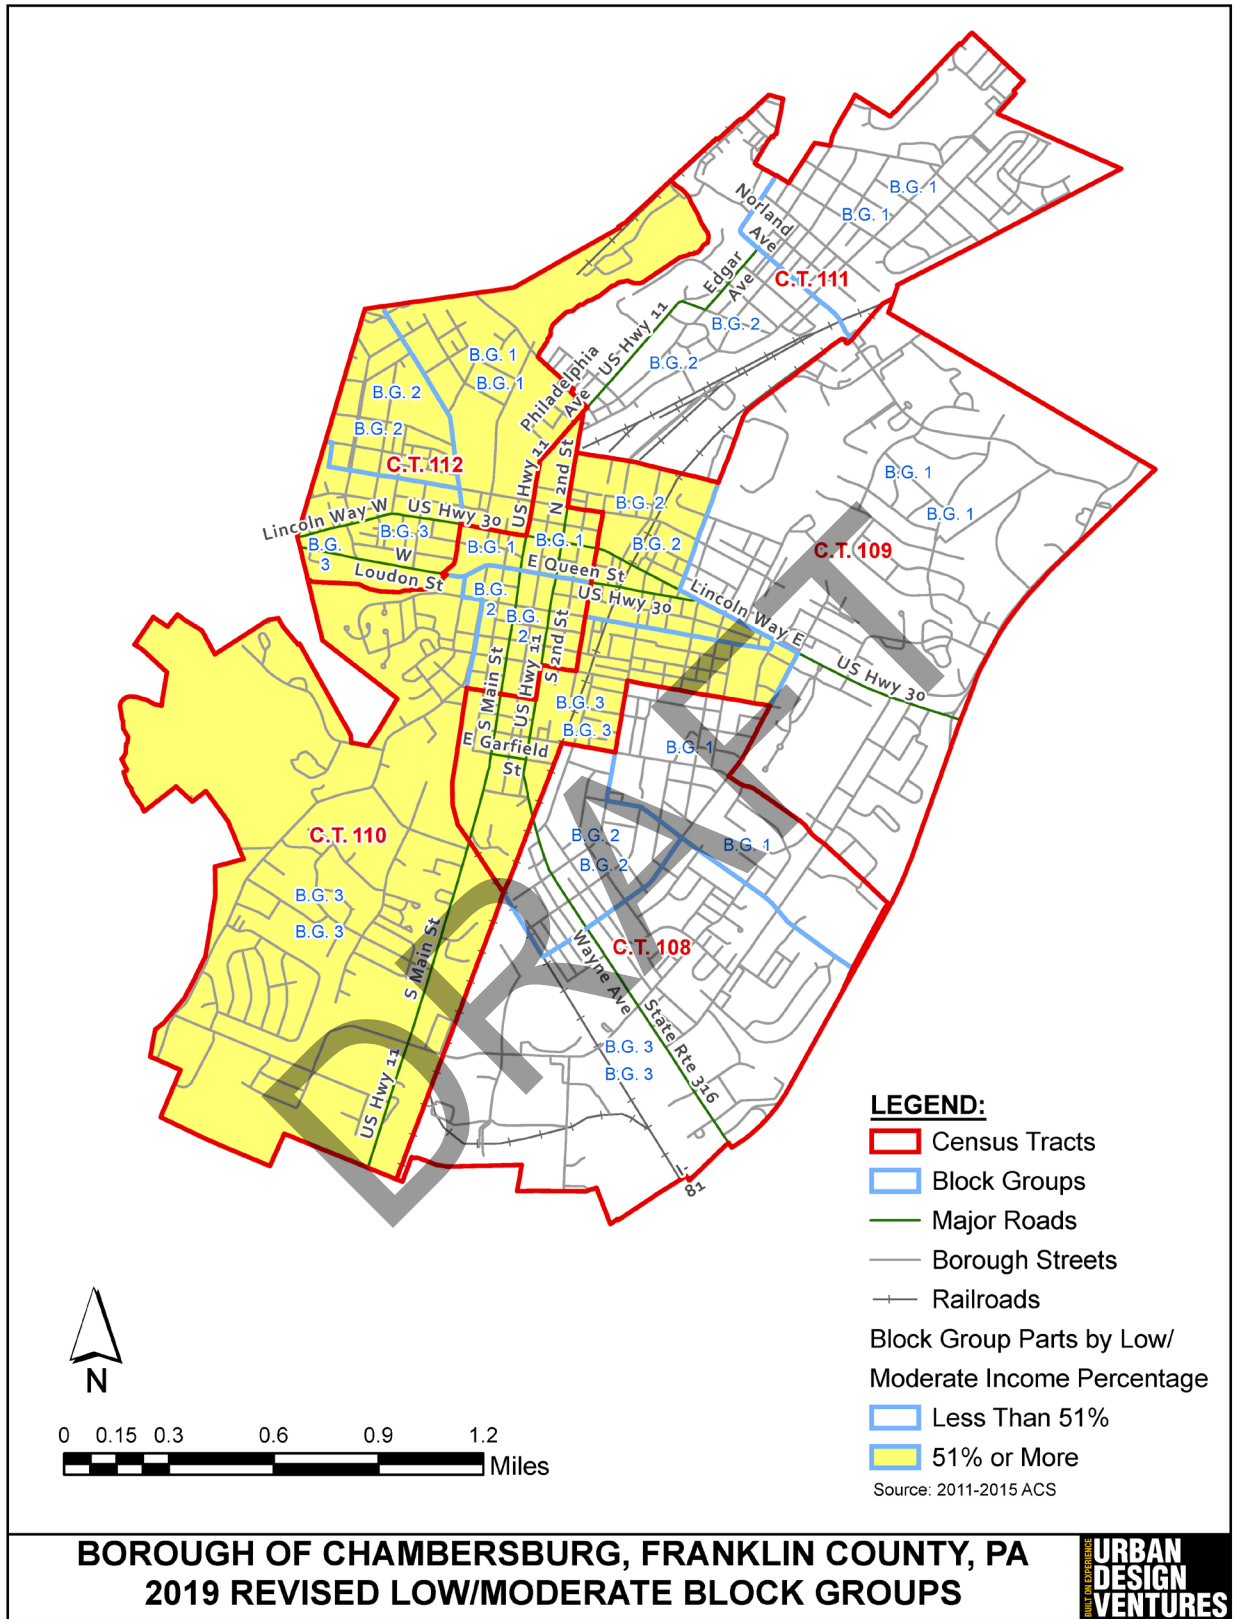 B.G. 1
B.G. 1
Norland
Ave
Edgar
Ave
C.T. 111
US Hwy 11
B.G. 2
B.G. 2
Philadelphia
Ave
B.G. 1
B.G. 1
B.G. 2
B.G. 2
C.T. 112
US Hwy 11
N 2nd St
B.G. 1
B.G. 1
C.T. 109
B.G. 2
B.G. 2
Lincoln Way W
US Hwy 30
B.G. 3
B.G.
3
W
Loudon St
B.G. 1
B.G. 1
E Queen St
US Hwy 30
Lincoln Way E
US Hwy 30
B.G.
2
B.G.
2
S Main St
US Hwy 11
S 2nd St
B.G. 3
B.G. 3
E Garfield
St
B.G. 1
B.G. 1
B.G. 2
B.G. 2
C.T. 110
B.G. 3
B.G. 3
S Main St
US Hwy 11
C.T. 108
Wayne Ave
State Rte 316
B.G. 3
B.G. 3
I-81
DRAFT
LEGEND:
Census Tracts
Block Groups
Major Roads
Borough Streets
Railroads
Block Group Parts by Low/
Moderate Income Percentage
Less Than 51%
51% or More
Source: 2011-2015 ACS
N
0 0.15 0.3 0.6 0.9 1.2
Miles
BOROUGH OF CHAMBERSBURG, FRANKLIN COUNTY, PA
2019 REVISED LOW/MODERATE BLOCK GROUPS
BUILT ON EXPERIENCE
URBAN
DESIGN
VENTURES